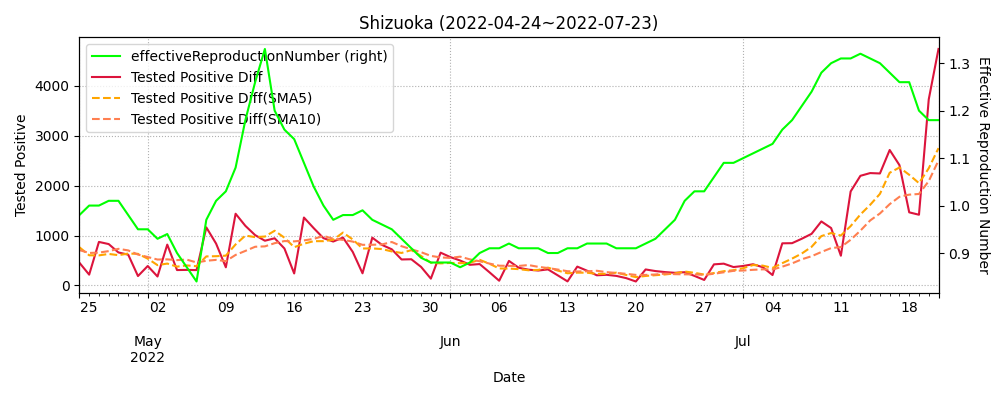 Shizuoka (2022-04-24~2022-07-23)
effectiveReproductionNumber (right)
Tested Positive Diff
Tested Positive Diff(SMA5)
Tested Positive Diff(SMA10)
Tested Positive
4000
3000
2000
1000
0
1.3
1.2
1.1
1.0
0.9
Effective Reproduction Number
25 02 09 16 23 30 06 13 20 27 04 11 18
May Jun Jul
2022
Date